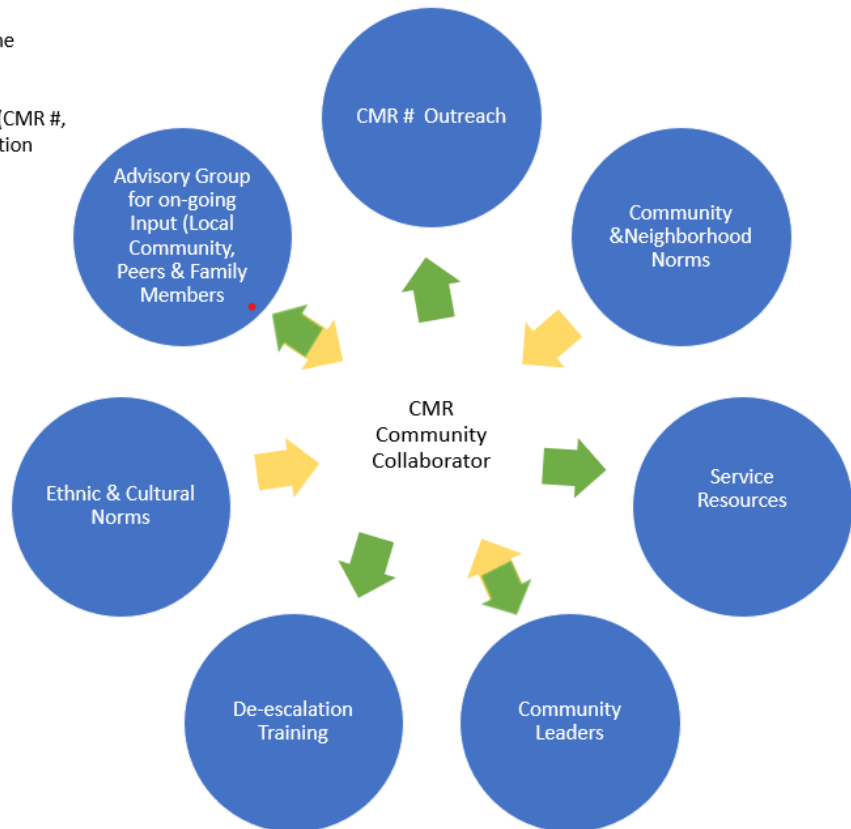 (CMR #,
CMR # Outreach
Advisory Group
for on-going
Input (Local
Community,
Peers & Family
Members
Community
&Neighborhood
Norms
CMR
Community
Collaborator
Ethnic & Cultural
Norms
Service
Resources
De-escalation
Training
Community
Leaders